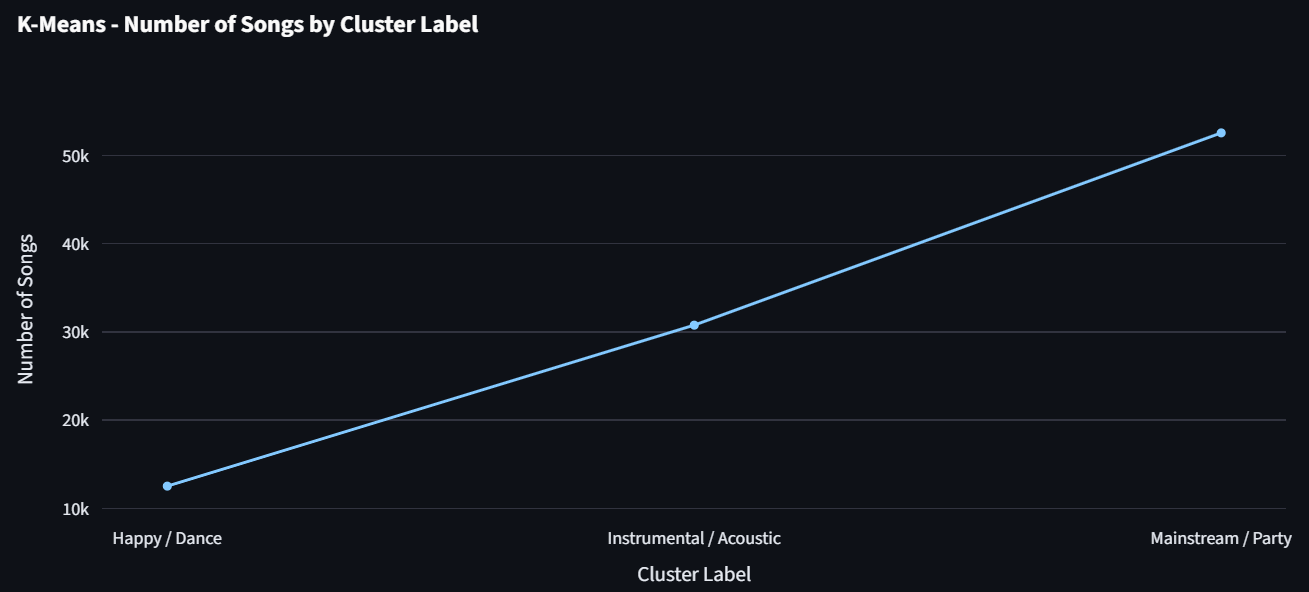 K-Means - Number of Songs by Cluster Label
Number of Songs
50k
40k
30k
20k
10k
Happy / Dance
Instrumental / Acoustic
Mainstream / Party
Cluster Label